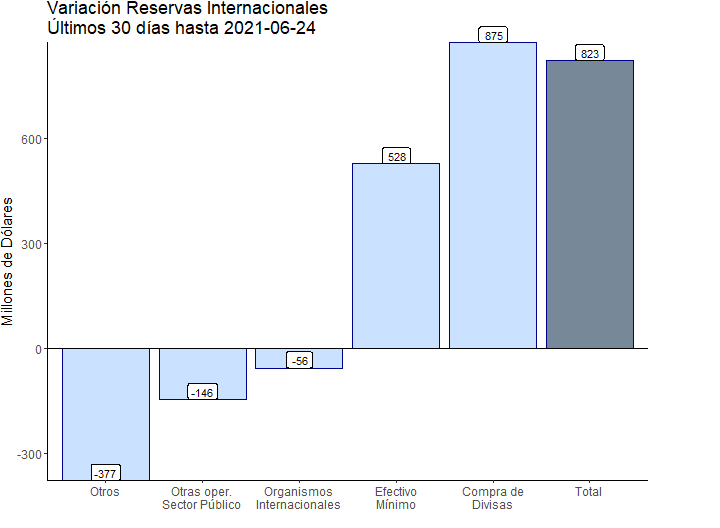 Variación Reservas Internacionales
Últimos 30 días hasta 2021-06-24
Millones de Dólares
600
300
0
-300
-377
-146
-56
528
875
823
Otros
Otras oper.
Sector Público
Organismos
Internacionales
Efectivo
Mínimo
Compra de
Divisas
Total